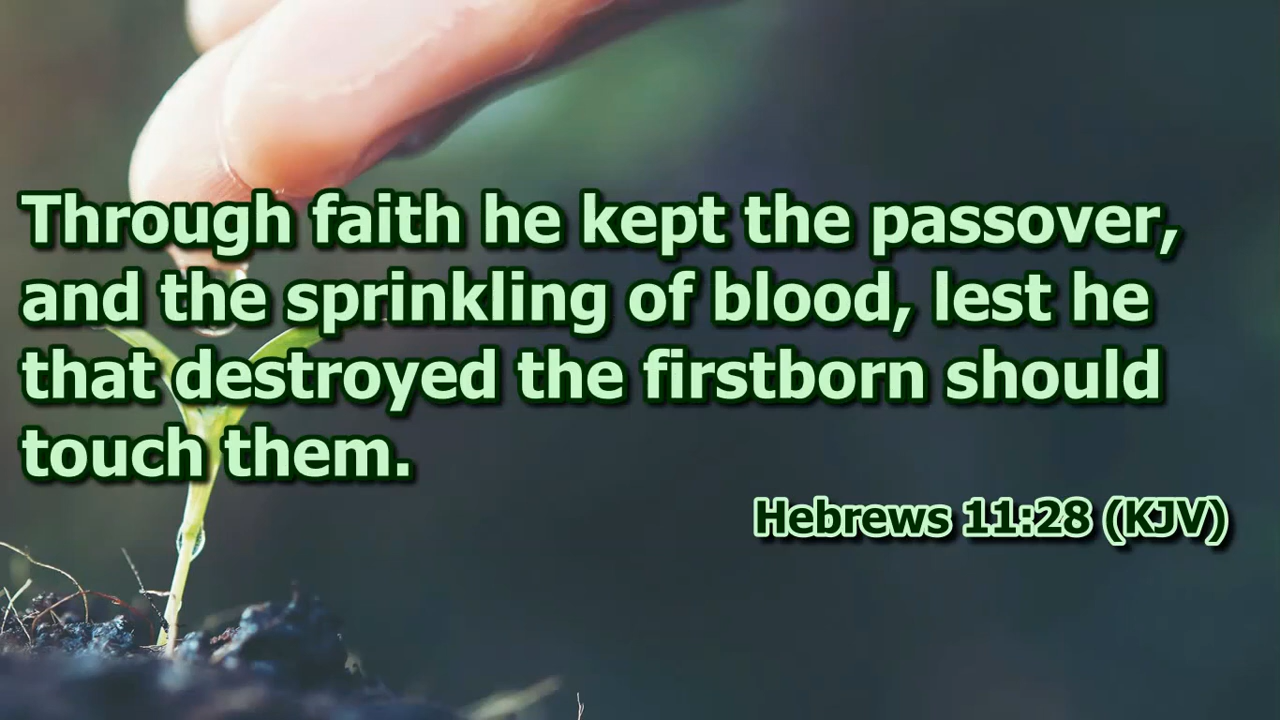 Through faith he kept the passover,
and the sprinkling of blood, lest he
that destroyed the firstborn should
touch them.
Hebrews 11:28 (KJV)